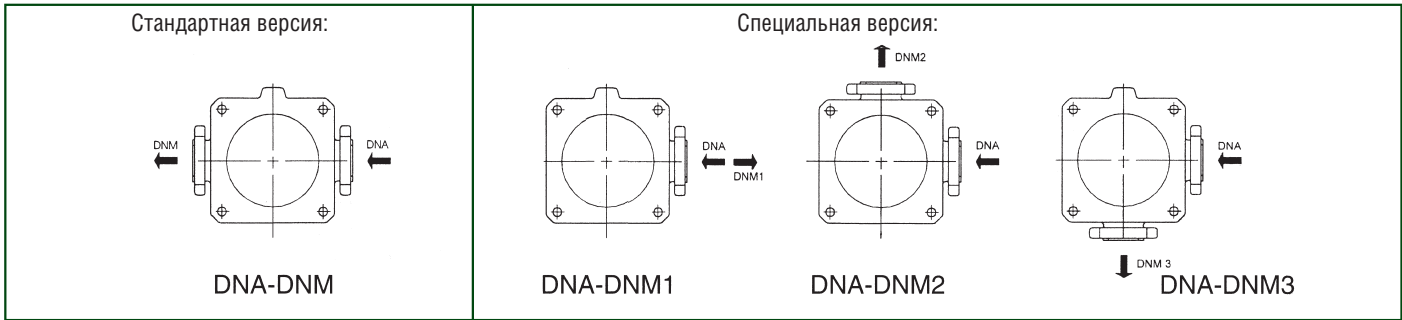 Стандартная версия:
DNM
DNA
DNA-DNM
Специальная версия:
DNA
DNM1
DNA-DNM1
DNM2
DNA
DNA-DNM2
DNA
DNM 3
DNA-DNM3